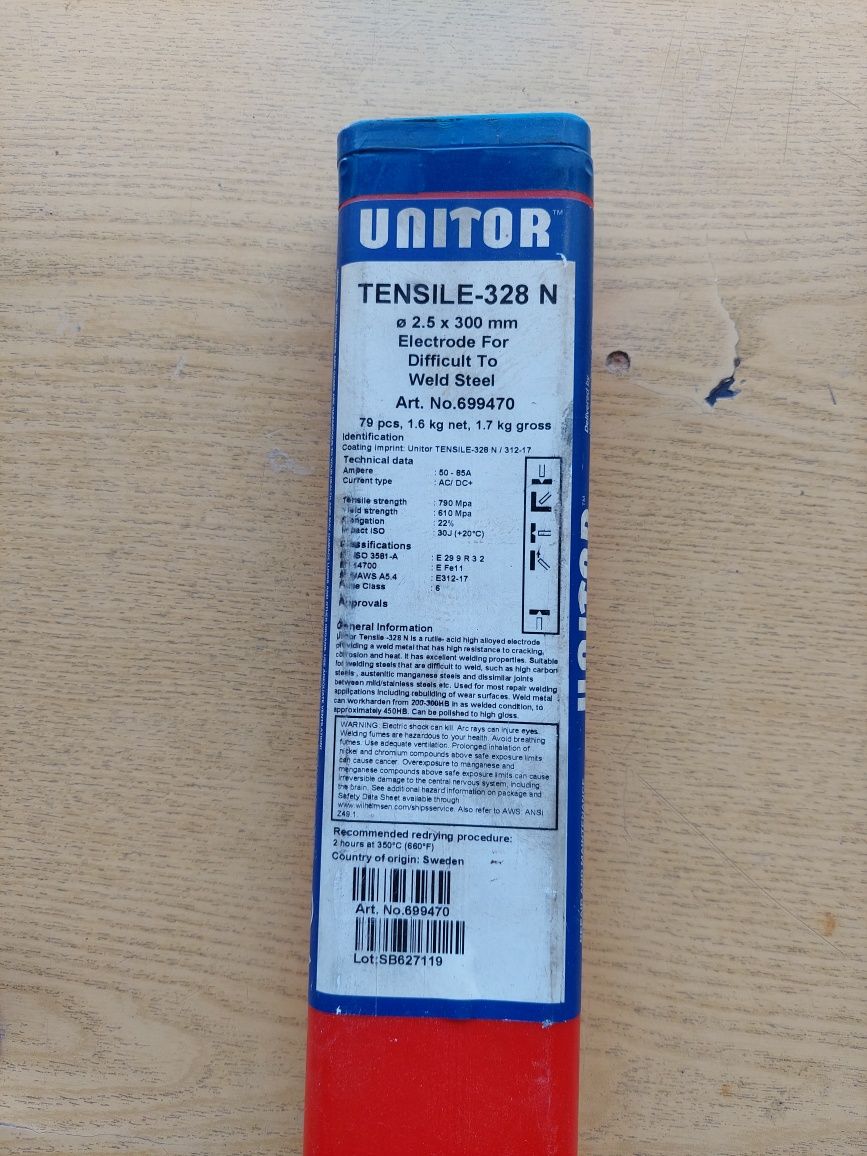 UNITOR™
TENSILE-328 N
ø 2.5 x 300 mm
Electrode For
Difficult To
Weld Steel
Art. No.699470
79 pcs, 1.6 kg net, 1.7 kg gross
Identification
Coating imprint: Unitor TENSILE-328 N / 312-17
Technical data
Ampere : 50 - 85A
Current type : AC/ DC+
Tensile strength : 790 Mpa
Yield strength : 610 Mpa
Elongation : 22%
Impact ISO : 30J (+20°C)
Classifications
ISO 3581-A : E 29 9 R 3 2
14700 : E Fe11
/AWS A5.4 : E312-17
Class : 6
Approvals
General Information
Unitor Tensile -328 N is a rutile- acid high alloyed electrode
providing a weld metal that has high resistance to cracking,
corrosion and heat. It has excellent welding properties. Suitable
for welding steels that are difficult to weld, such as high carbon
steels , austenitic manganese steels and dissimilar joints
between mild/stainless steels etc. Used for most repair welding
applications including rebuilding of wear surfaces. Weld metal
can workharden from 200-300HB in as welded condition, to
approximately 450HB. Can be polished to high gloss.
WARNING: Electric shock can kill. Arc rays can injure eyes.
Welding fumes are hazardous to your health. Avoid breathing
fumes. Use adequate ventilation. Prolonged inhalation of
nickel and chromium compounds above safe exposure limits
can cause cancer. Overexposure to manganese and
manganese compounds above safe exposure limits can cause
irreversible damage to the central nervous system, including
the brain. See additional hazard information on package and
Safety Data Sheet available through
www.wilhelmsen.com/shipsservice. Also refer to AWS: ANSI
Z49.1
Recommended redrying procedure:
2 hours at 350°C (660°F)
Country of origin: Sweden
Art. No.699470
Lot:SB627119
Delivered by
UNITOR™